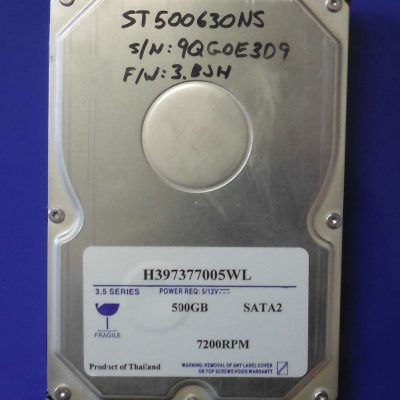 ST500630NS
S/N: 9QG0E3D9
F/W: 3.BJH
H397377005WL
3.5 SERIES POWER REQ: 5/12V
500GB SATA2
FRAGILE
7200RPM
Product of Thailand
WARNING: REMOVAL OF ANY LABEL COVER
OR TOP SCREWS VOIDS WARRANTY